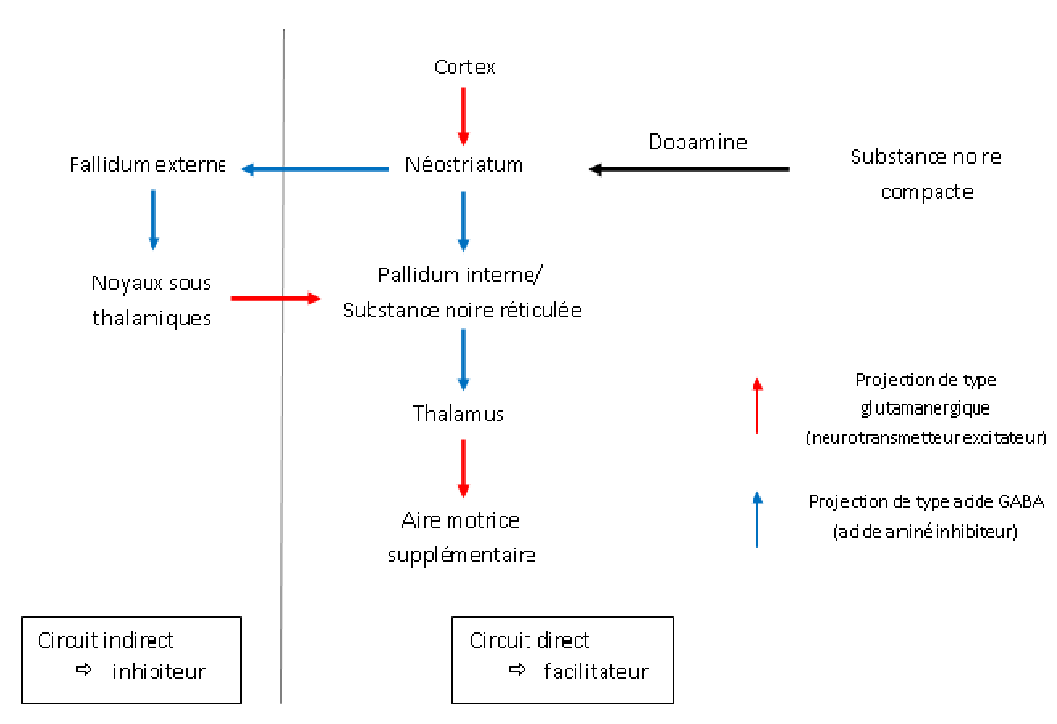 Cortex
Dopamine
Fallidum externe
Néostriatum
Substance noire
compacte
Noyaux sous
thalamiques
Pallidum interne/
Substance noire réticulée
Thalamus
Projection de type
glutamanergique
(neurotransmetteur excitateur)
Aire motrice
supplémentaire
Projection de type acide GABA
(acide aminé inhibiteur)
Circuit indirect
⇨ inhibiteur
Circuit direct
⇨ facilitateur